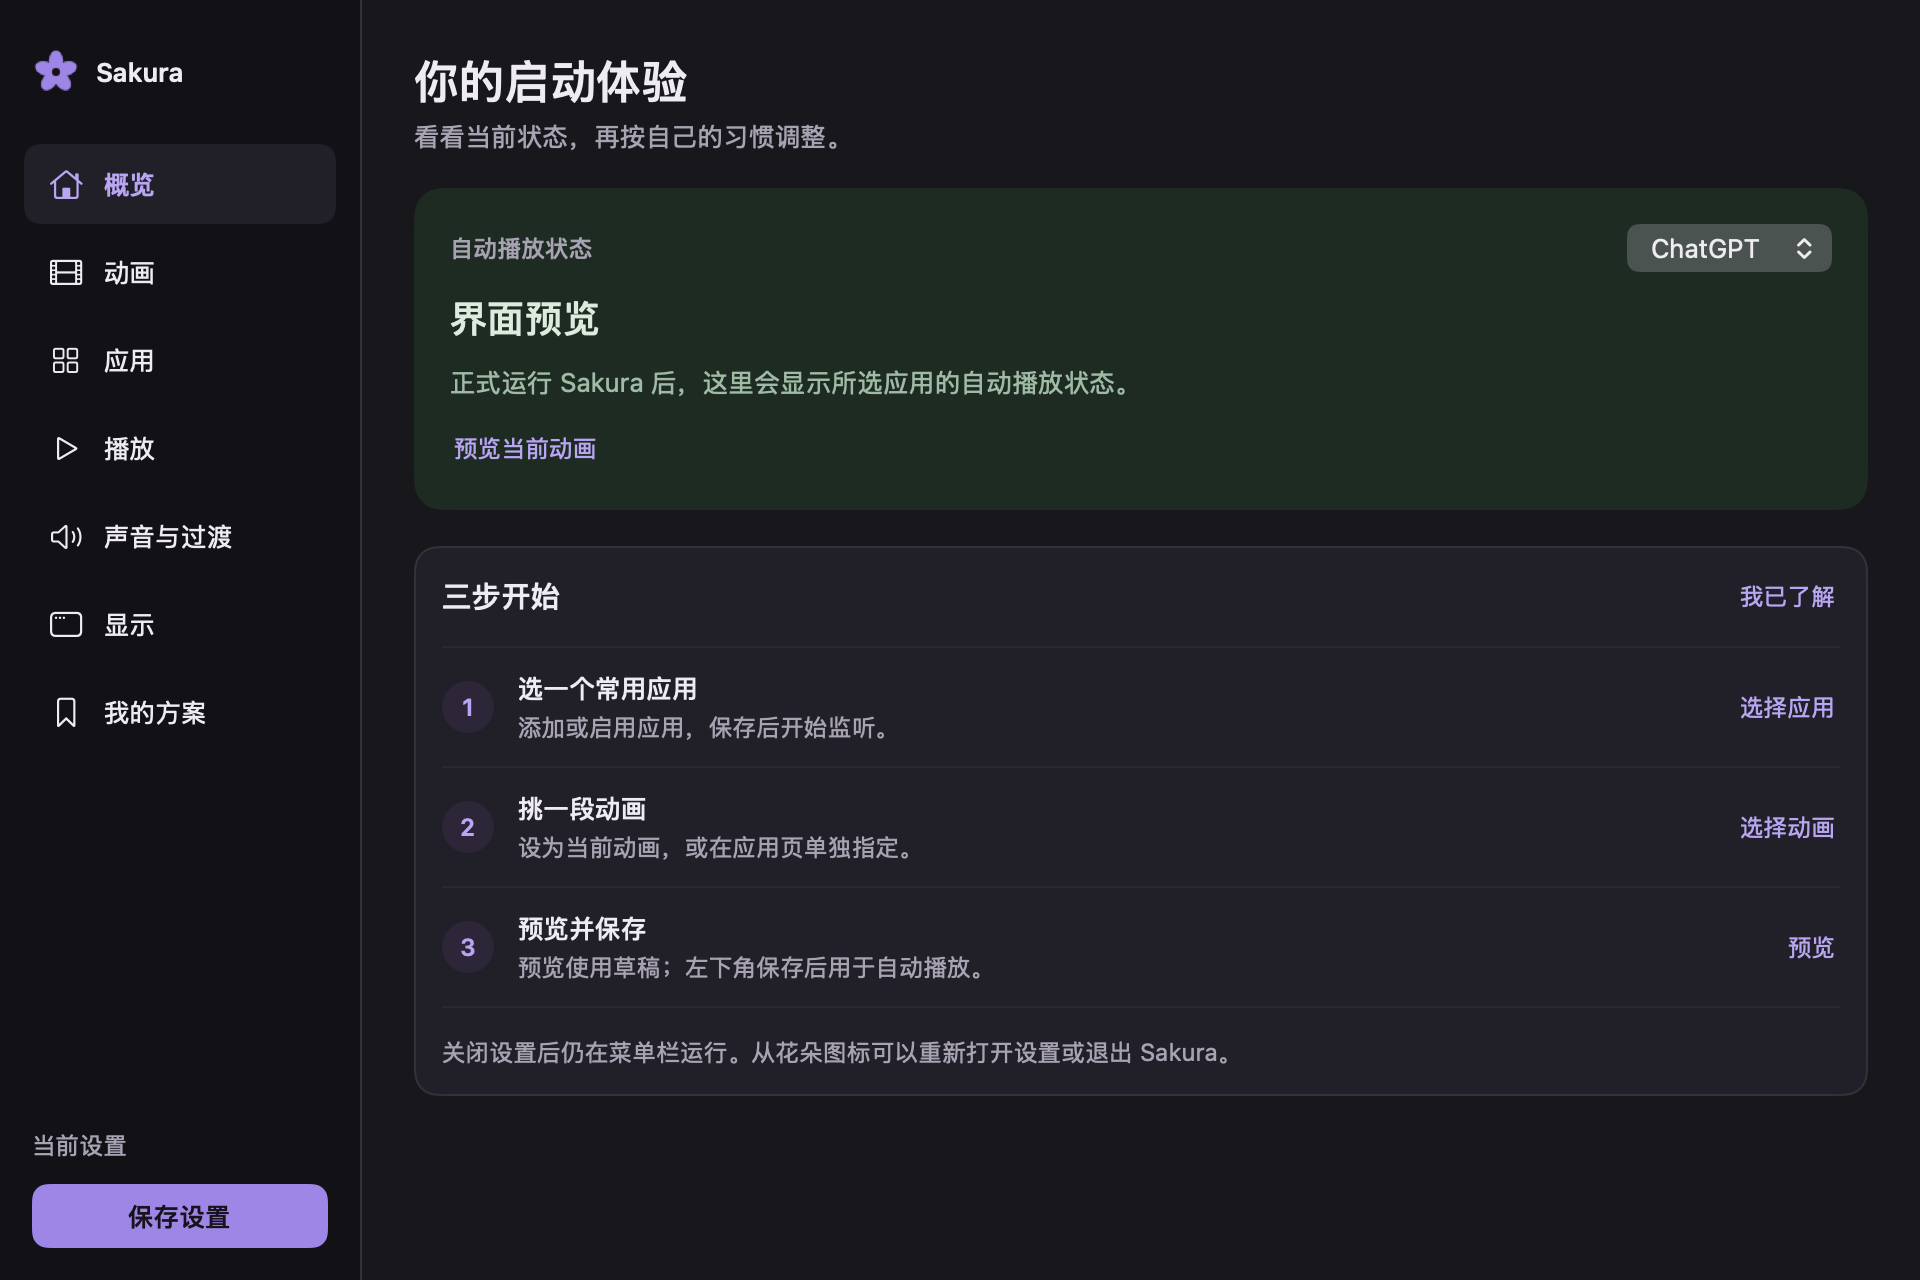 Sakura
概览
动画
应用
播放
声音与过渡
显示
我的方案
当前设置
保存设置
你的启动体验
看看当前状态，再按自己的习惯调整。
自动播放状态
ChatGPT
界面预览
正式运行 Sakura 后，这里会显示所选应用的自动播放状态。
预览当前动画
三步开始
我已了解
1
选一个常用应用
添加或启用应用，保存后开始监听。
选择应用
2
挑一段动画
设为当前动画，或在应用页单独指定。
选择动画
3
预览并保存
预览使用草稿；左下角保存后用于自动播放。
预览
关闭设置后仍在菜单栏运行。从花朵图标可以重新打开设置或退出 Sakura。